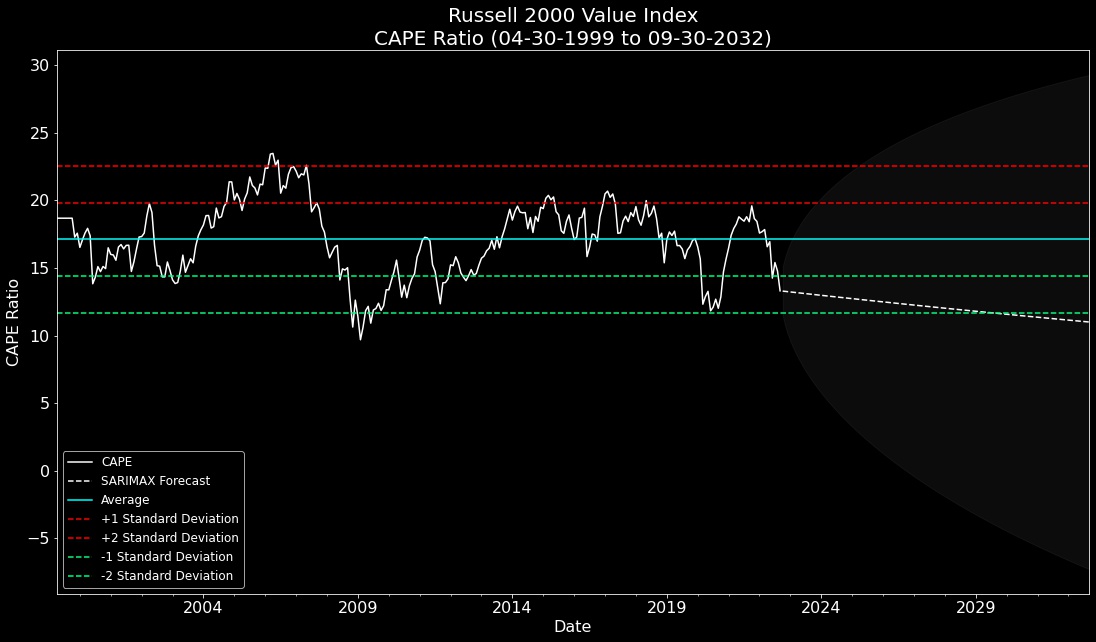 Russell 2000 Value Index
CAPE Ratio (04-30-1999 to 09-30-2032)
30
25
20
15
10
5
0
−5
CAPE Ratio
CAPE
SARIMAX Forecast
Average
+1 Standard Deviation
+2 Standard Deviation
-1 Standard Deviation
-2 Standard Deviation
2004
2009
2014
2019
2024
2029
Date